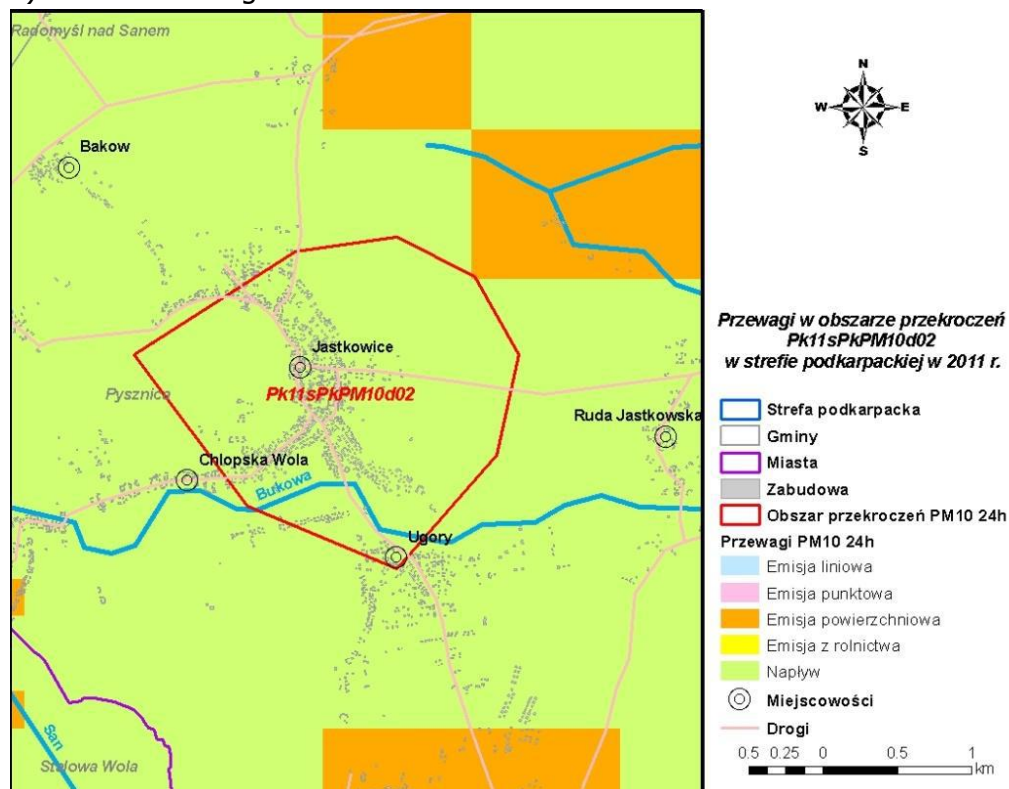 Radomyśl nad Sanem
Bakow
Jastkowice
Pysznica
Pk11sPkPM10d02
Ruda Jastkowska
Chlopska Wola
Bukowa
Ugory
San
Stalowa Wola
N
W
E
S
Przewagi w obszarze przekroczeń
Pk11sPkPM10d02
w strefie podkarpackiej w 2011 r.
Strefa podkarpacka
Gminy
Miasta
Zabudowa
Obszar przekroczeń PM10 24h
Przewagi PM10 24h
Emisja liniowa
Emisja punktowa
Emisja powierzchniowa
Emisja z rolnictwa
Napływ
Miejscowości
Drogi
0.5 0.25 0 0.5 1
km